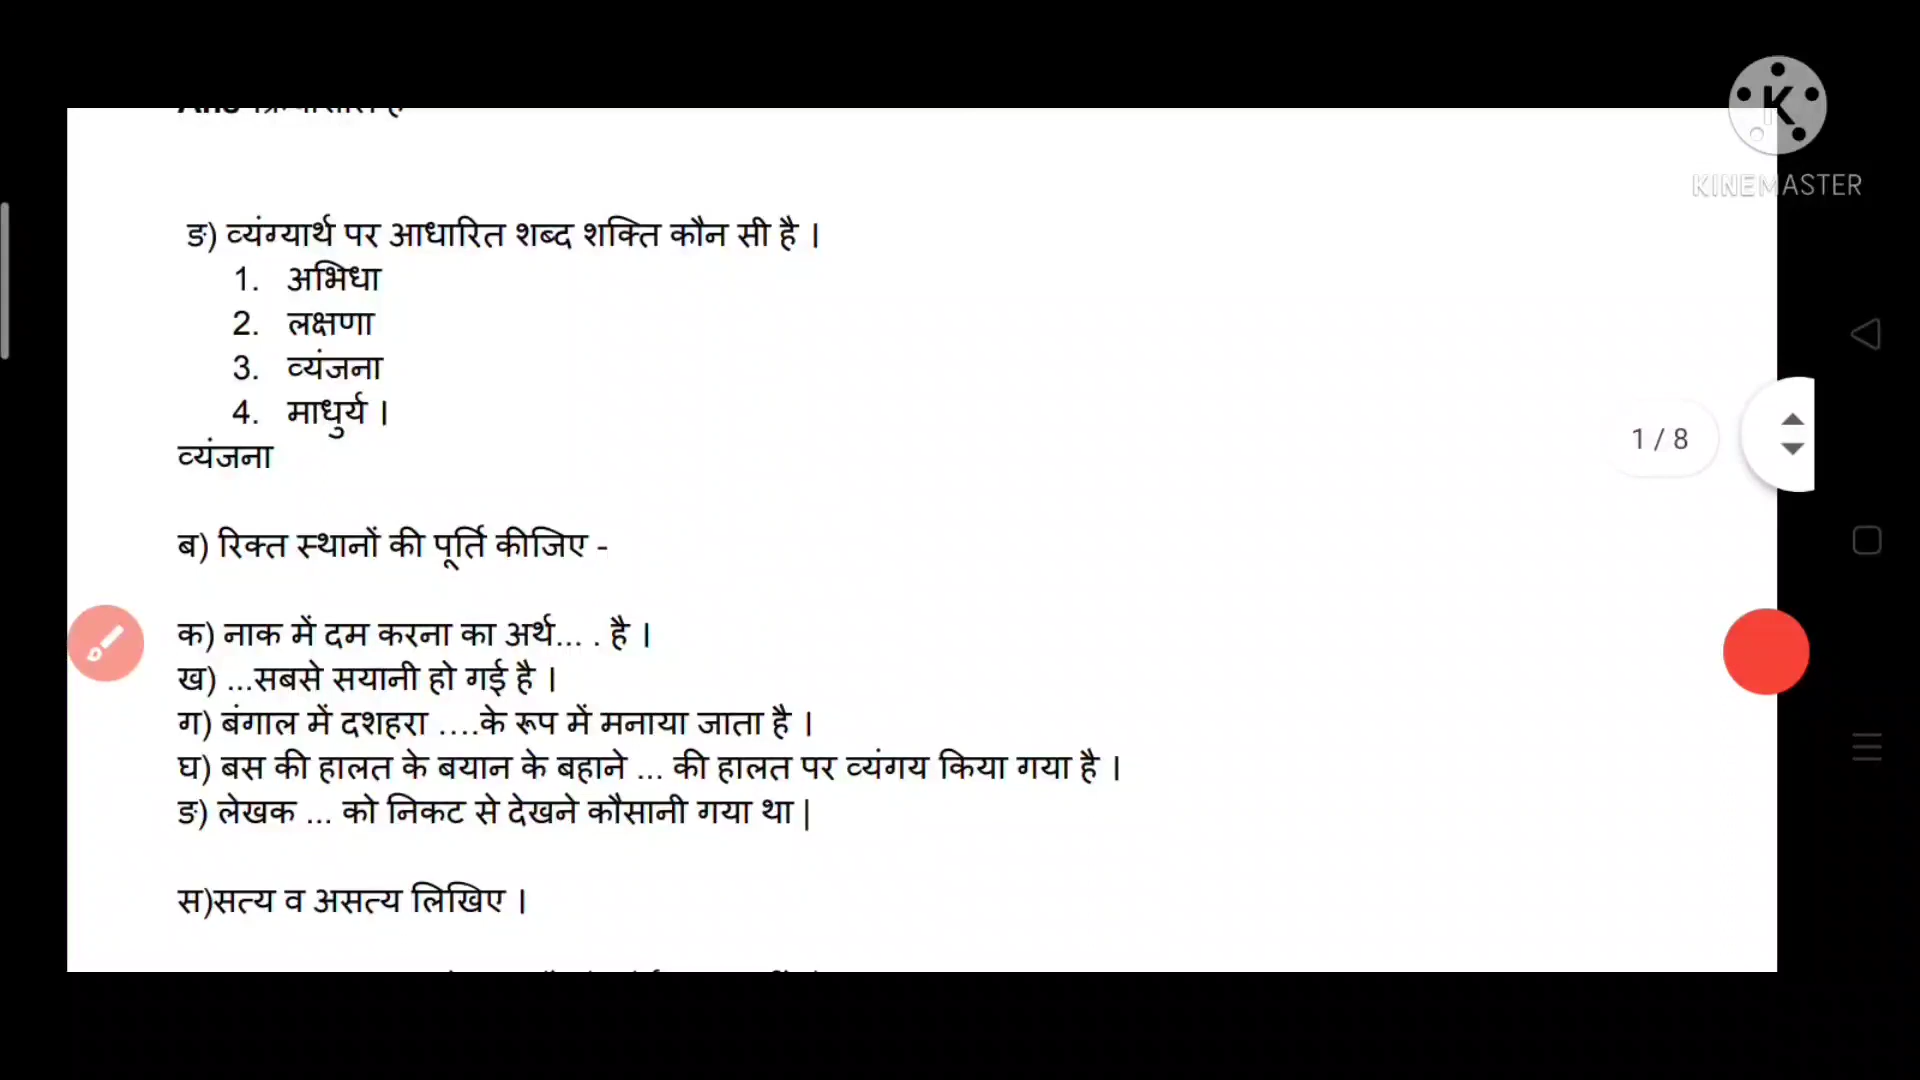 KINEMASTER
ङ) व्यंग्यार्थ पर आधारित शब्द शक्ति कौन सी है ।
1. अभिधा
2. लक्षणा
3. व्यंजना
4. माधुर्य ।
व्यंजना
1 / 8
ब) रिक्त स्थानों की पूर्ति कीजिए -
क) नाक में दम करना का अर्थ... . है ।
ख) ...सबसे सयानी हो गई है ।
ग) बंगाल में दशहरा ....के रूप में मनाया जाता है ।
घ) बस की हालत के बयान के बहाने ... की हालत पर व्यंगय किया गया है ।
ङ) लेखक ... को निकट से देखने कौसानी गया था |
स)सत्य व असत्य लिखिए ।